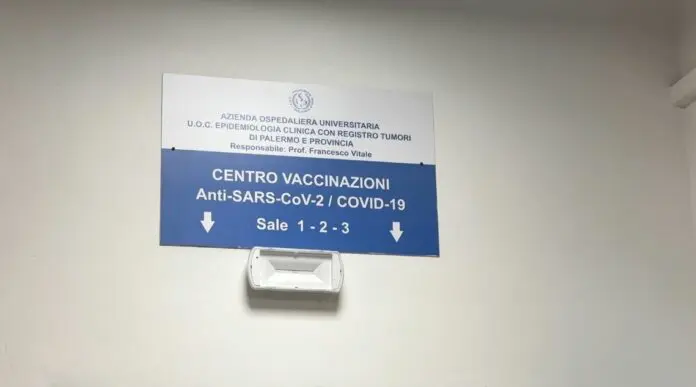 AZIENDA OSPEDALIERA UNIVERSITARIA
U.O.C. EPIDEMIOLOGIA CLINICA CON REGISTRO TUMORI
DI PALERMO E PROVINCIA
Responsabile: Prof. Francesco Vitale
CENTRO VACCINAZIONI
Anti-SARS-CoV-2 / COVID-19
Sale 1 - 2 - 3